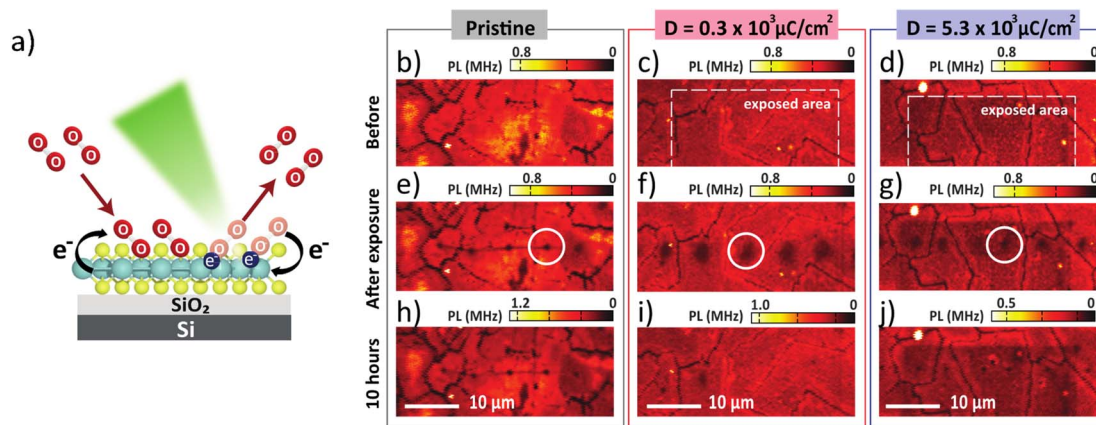 a)
O O O O O O O O
O O O O O O O O
e⁻ e⁻ e⁻ e⁻
SiO₂
Si
Pristine
D = 0.3 x 10³µC/cm²
D = 5.3 x 10³µC/cm²
Before
b) PL (MHz) 0.8 0
c) PL (MHz) 0.8 0
exposed area
d) PL (MHz) 0.8 0
exposed area
After exposure
e) PL (MHz) 0.8 0
f) PL (MHz) 0.8 0
g) PL (MHz) 0.8 0
10 hours
h) PL (MHz) 1.2 0
10 µm
i) PL (MHz) 1.0 0
10 µm
j) PL (MHz) 0.5 0
10 µm